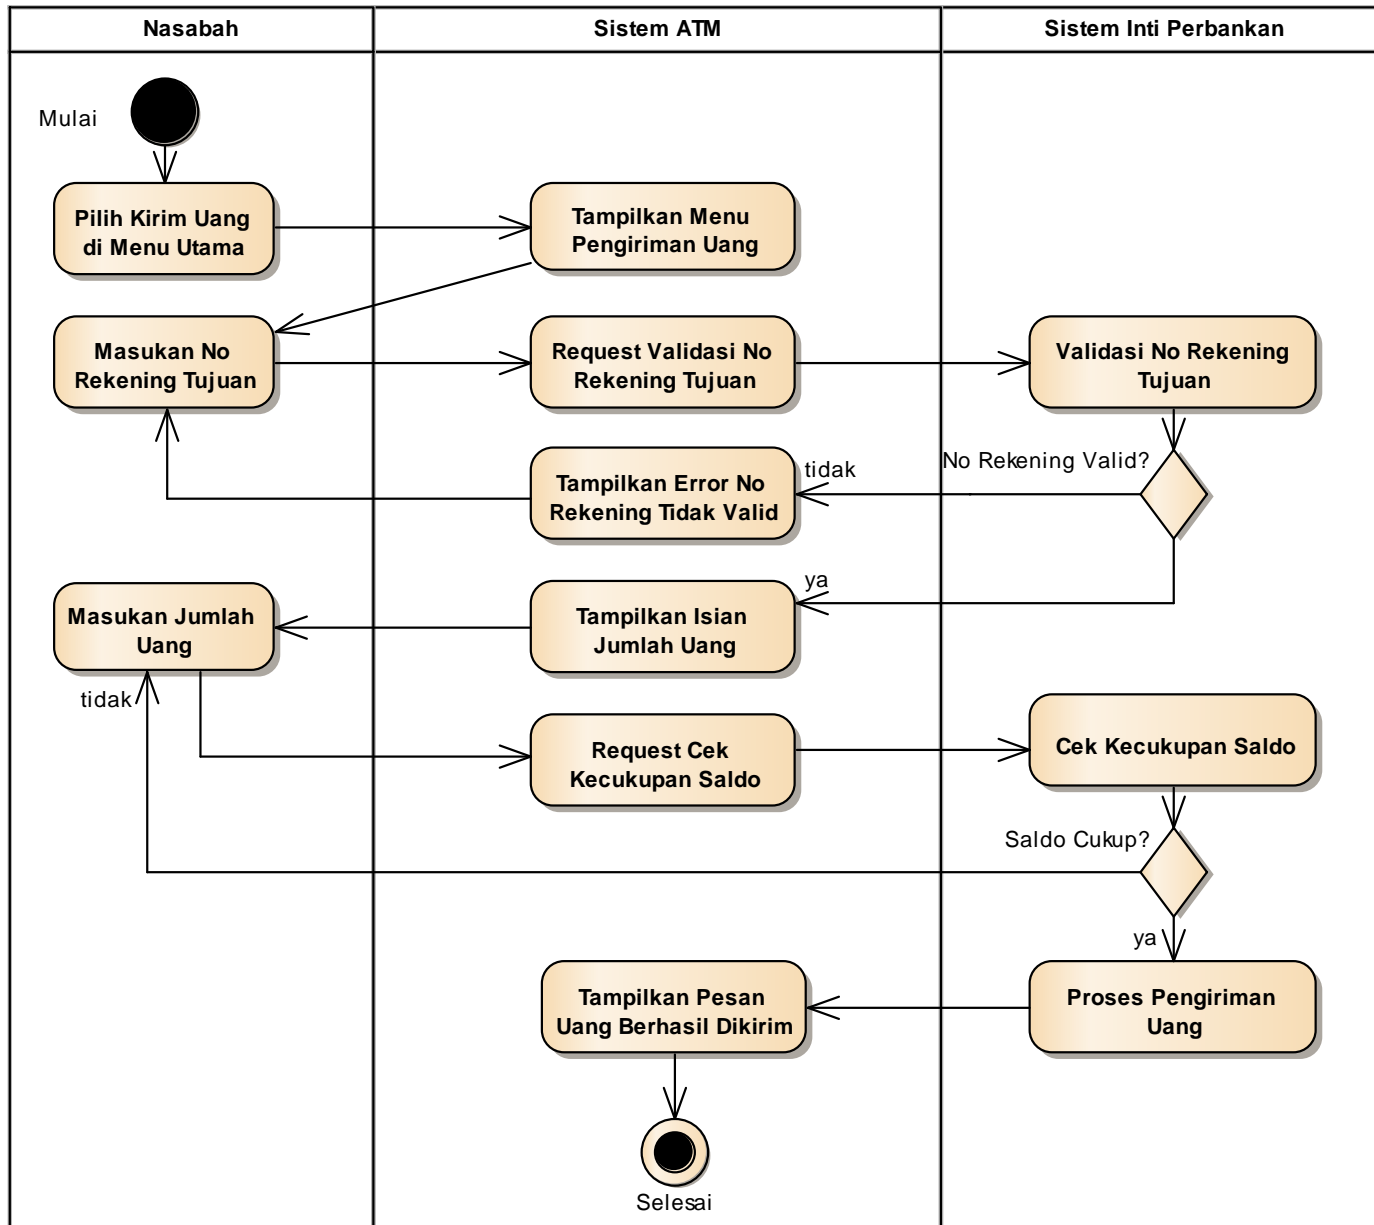 Nasabah
Sistem ATM
Sistem Inti Perbankan
Mulai
Pilih Kirim Uang
di Menu Utama
Tampilkan Menu
Pengiriman Uang
Masukan No
Rekening Tujuan
Request Validasi No
Rekening Tujuan
Validasi No Rekening
Tujuan
No Rekening Valid?
tidak
Tampilkan Error No
Rekening Tidak Valid
ya
Masukan Jumlah
Uang
Tampilkan Isian
Jumlah Uang
tidak
Request Cek
Kecukupan Saldo
Cek Kecukupan Saldo
Saldo Cukup?
ya
Tampilkan Pesan
Uang Berhasil Dikirim
Proses Pengiriman
Uang
Selesai